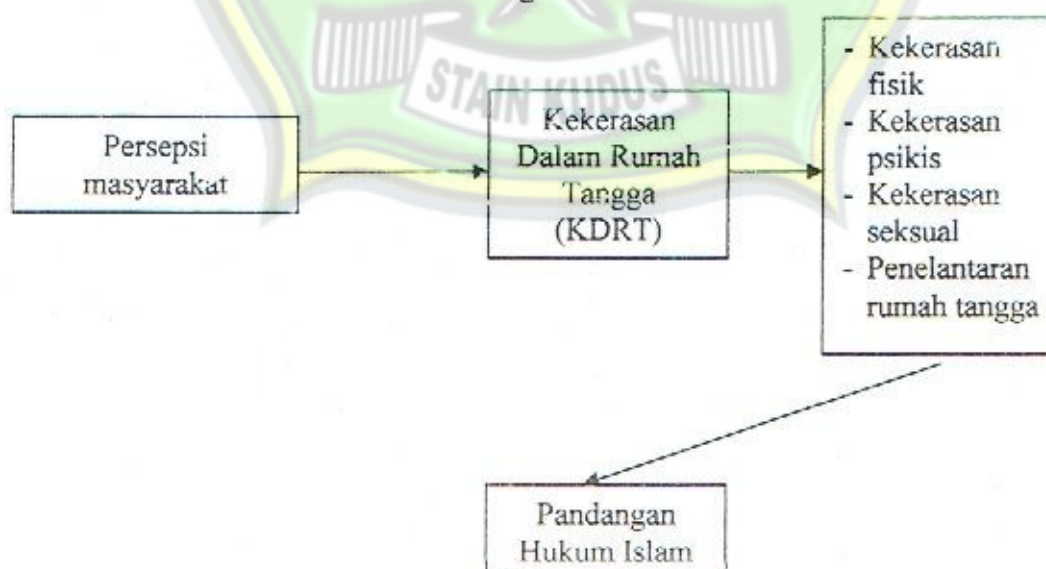 STAIN KUDUS
Persepsi
masyarakat
Kekerasan
Dalam Rumah
Tangga
(KDRT)
- Kekerasan
fisik
- Kekerasan
psikis
- Kekerasan
seksual
- Penelantaran
rumah tangga
Pandangan
Hukum Islam